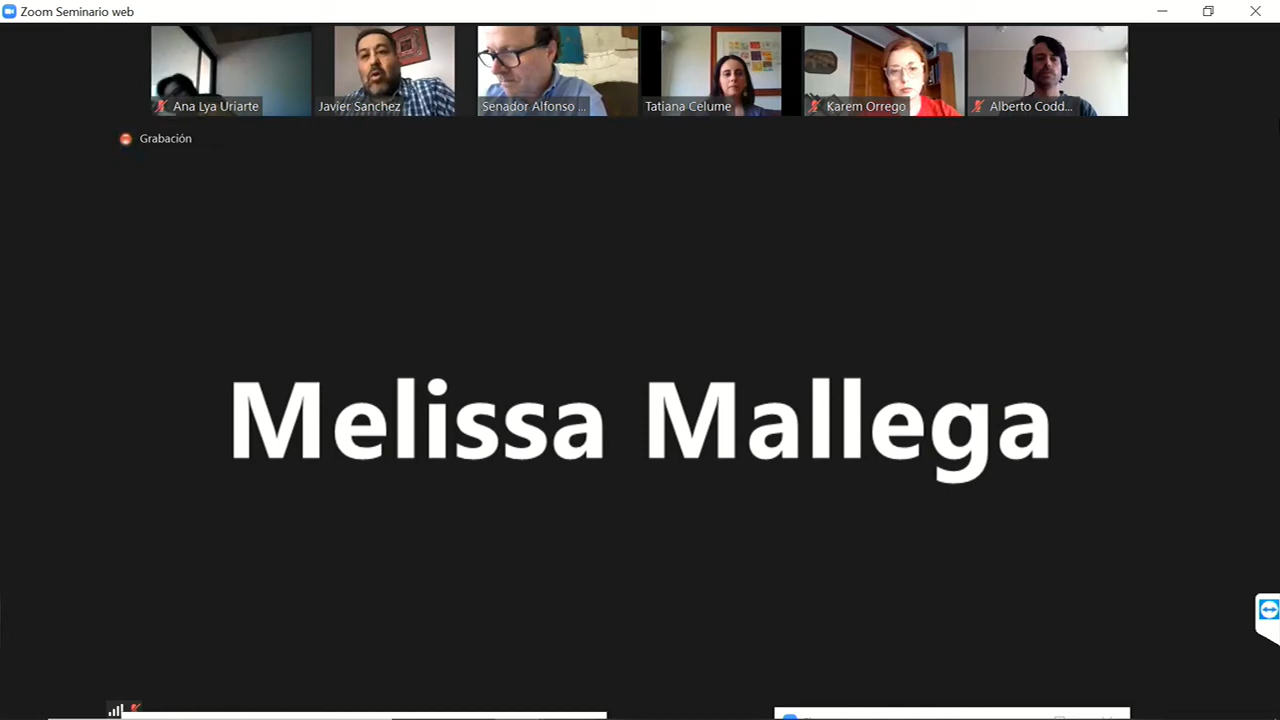 Zoom Seminario web
Ana Lya Uriarte
Javier Sanchez
Senador Alfonso ...
Tatiana Celume
Karem Orrego
Alberto Codd...
Grabación
Melissa Mallega